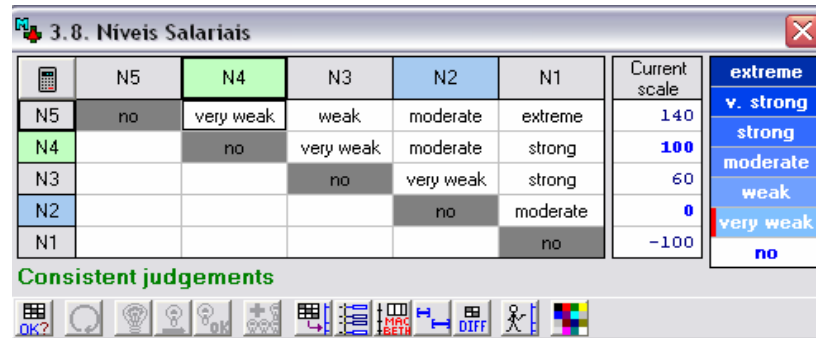 3.8. Níveis Salariais
N5 N4 N3 N2 N1 Current scale
N5 no very weak weak moderate extreme 140
N4 no very weak moderate strong 100
N3 no very weak strong 60
N2 no moderate 0
N1 no -100
extreme
v. strong
strong
moderate
weak
very weak
no
Consistent judgements
OK? OK MAC BETH DIFF